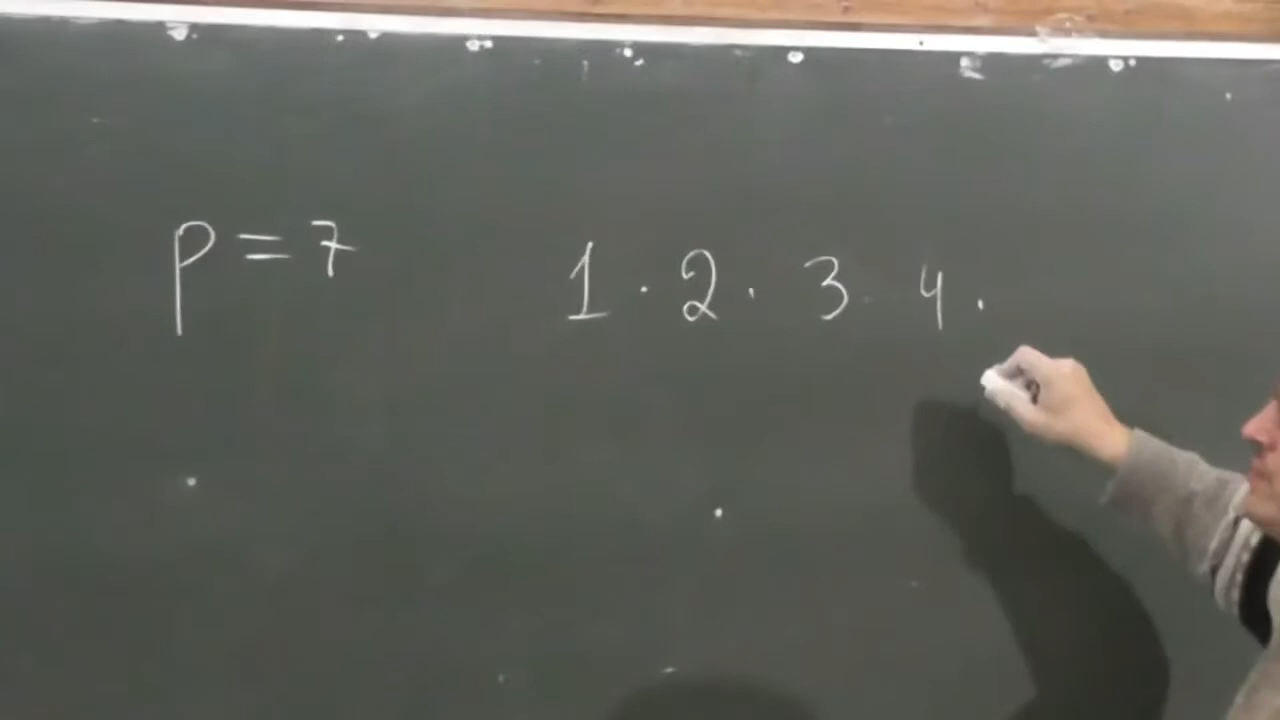 p = 7 1 · 2 · 3 · 4 ·